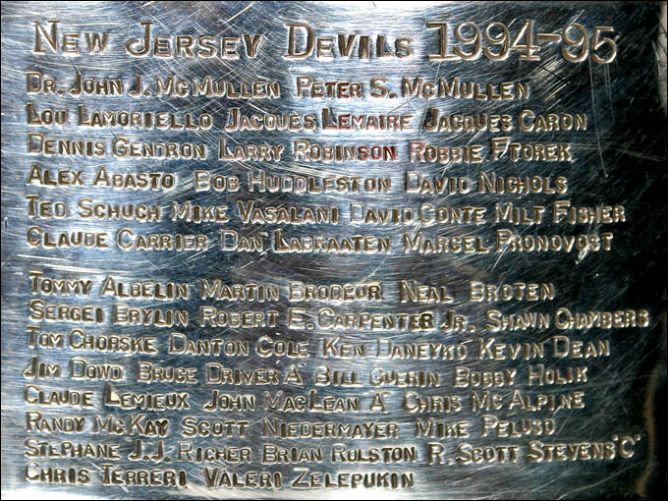 NEW JERSEY DEVILS 1994-95
DR. JOHN J. MCMULLEN PETER S. MCMULLEN
LOU LAMORIELLO JACQUES LEMAIRE JACQUES CARON
DENNIS GENDRON LARRY ROBINSON ROBBIE FTOREK
ALEX ABASTO BOB HUDDLESTON DAVID NICHOLS
TED SCHUCH MIKE VASALANI DAVID CONTE MILT FISHER
CLAUDE CARRIER DAN LABRAATEN MARCEL PRONOVOST
TOMMY ALBELIN MARTIN BRODEUR NEAL BROTEN
SERGEI BRYLIN ROBERT E. CARPENTER JR. SHAWN CHAMBERS
TOM CHORSKE DANTON COLE KEN DANEYKO KEVIN DEAN
JIM DOWD BRUCE DRIVER A BILL GUERIN BOBBY HOLIK
CLAUDE LEMIEUX JOHN MACLEAN A CHRIS MCALPINE
RANDY MCKAY SCOTT NIEDERMAYER MIKE PELUSO
STEPHANE J.J. RICHER BRIAN ROLSTON R. SCOTT STEVENS "C"
CHRIS TERRERI VALERI ZELEPUKIN